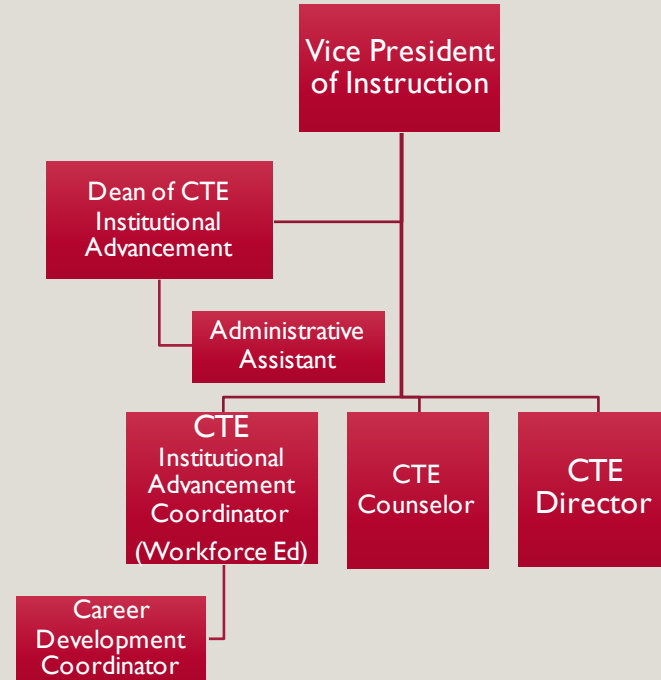 Vice President
of Instruction
Dean of CTE
Institutional
Advancement
Administrative
Assistant
CTE
Institutional
Advancement
Coordinator
(Workforce Ed)
CTE
Counselor
CTE
Director
Career
Development
Coordinator